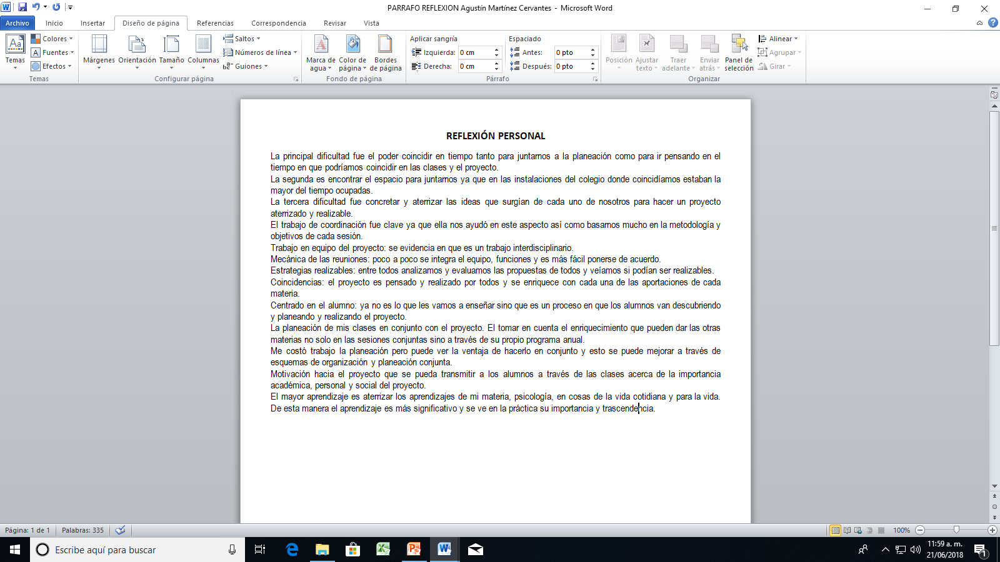 PARRAFO REFLEXION Agustín Martínez Cervantes - Microsoft Word
Archivo Inicio Insertar Diseño de página Referencias Correspondencia Revisar Vista
Aa Temas
Colores
Fuentes
Efectos
Temas
Márgenes Orientación Tamaño Columnas
Saltos
Números de línea
Guiones
Configurar página
Marca de agua
Color de página
Bordes de página
Fondo de página
Aplicar sangría
Izquierda: 0 cm
Derecha: 0 cm
Espaciado
Antes: 0 pto
Después: 0 pto
Párrafo
Posición
Ajustar texto
Traer adelante
Enviar atrás
Panel de selección
Alinear
Agrupar
Girar
Organizar
REFLEXIÓN PERSONAL
La principal dificultad fue el poder coincidir en tiempo tanto para juntarnos a la planeación como para ir pensando en el
tiempo en que podríamos coincidir en las clases y el proyecto.
La segunda es encontrar el espacio para juntarnos ya que en las instalaciones del colegio donde coincidíamos estaban la
mayor del tiempo ocupadas.
La tercera dificultad fue concretar y aterrizar las ideas que surgían de cada uno de nosotros para hacer un proyecto
aterrizado y realizable.
El trabajo de coordinación fue clave ya que ella nos ayudó en este aspecto así como basarnos mucho en la metodología y
objetivos de cada sesión.
Trabajo en equipo del proyecto: se evidencia en que es un trabajo interdisciplinario.
Mecánica de las reuniones: poco a poco se integra el equipo, funciones y es más fácil ponerse de acuerdo.
Estrategias realizables: entre todos analizamos y evaluamos las propuestas de todos y veíamos si podían ser realizables.
Coincidencias: el proyecto es pensado y realizado por todos y se enriquece con cada una de las aportaciones de cada
materia.
Centrado en el alumno: ya no es lo que les vamos a enseñar sino que es un proceso en que los alumnos van descubriendo
y planeando y realizando el proyecto.
La planeación de mis clases en conjunto con el proyecto. El tomar en cuenta el enriquecimiento que pueden dar las otras
materias no solo en las sesiones conjuntas sino a través de su propio programa anual.
Me costó trabajo la planeación pero puede ver la ventaja de hacerlo en conjunto y esto se puede mejorar a través de
esquemas de organización y planeación conjunta.
Motivación hacia el proyecto que se pueda transmitir a los alumnos a través de las clases acerca de la importancia
académica, personal y social del proyecto.
El mayor aprendizaje es aterrizar los aprendizajes de mi materia, psicología, en cosas de la vida cotidiana y para la vida.
De esta manera el aprendizaje es más significativo y se ve en la práctica su importancia y trascendencia.
Página: 1 de 1 Palabras: 335 100%
Escribe aquí para buscar
11:59 a. m.
21/06/2018
1